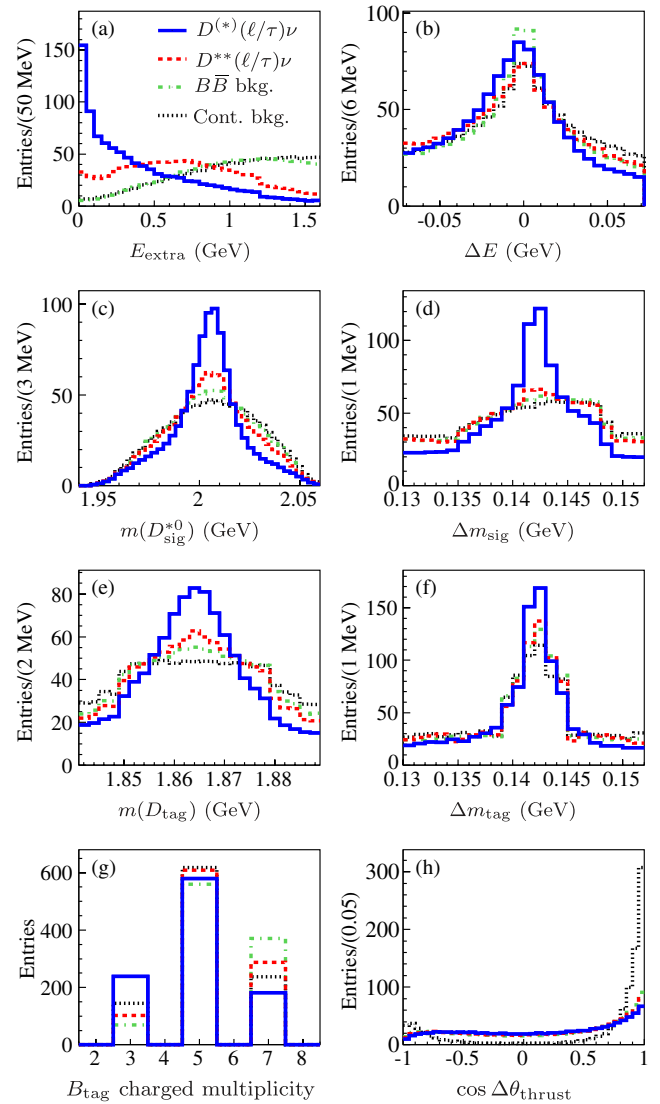 (a)
D^(*)(ℓ/τ)ν
D^**(ℓ/τ)ν
BB̅ bkg.
Cont. bkg.
Entries/(50 MeV)
0 50 100 150
0 0.5 1 1.5
E_extra (GeV)
(b)
Entries/(6 MeV)
0 20 40 60 80 100
-0.05 0 0.05
ΔE (GeV)
(c)
Entries/(3 MeV)
0 50 100
1.95 2 2.05
m(D^*0_sig) (GeV)
(d)
Entries/(1 MeV)
0 50 100
0.13 0.135 0.14 0.145 0.15
Δm_sig (GeV)
(e)
Entries/(2 MeV)
0 20 40 60 80
1.85 1.86 1.87 1.88
m(D_tag) (GeV)
(f)
Entries/(1 MeV)
0 50 100 150
0.13 0.135 0.14 0.145 0.15
Δm_tag (GeV)
(g)
Entries
0 200 400 600
2 3 4 5 6 7 8
B_tag charged multiplicity
(h)
Entries/(0.05)
0 100 200 300
-1 -0.5 0 0.5 1
cos Δθ_thrust